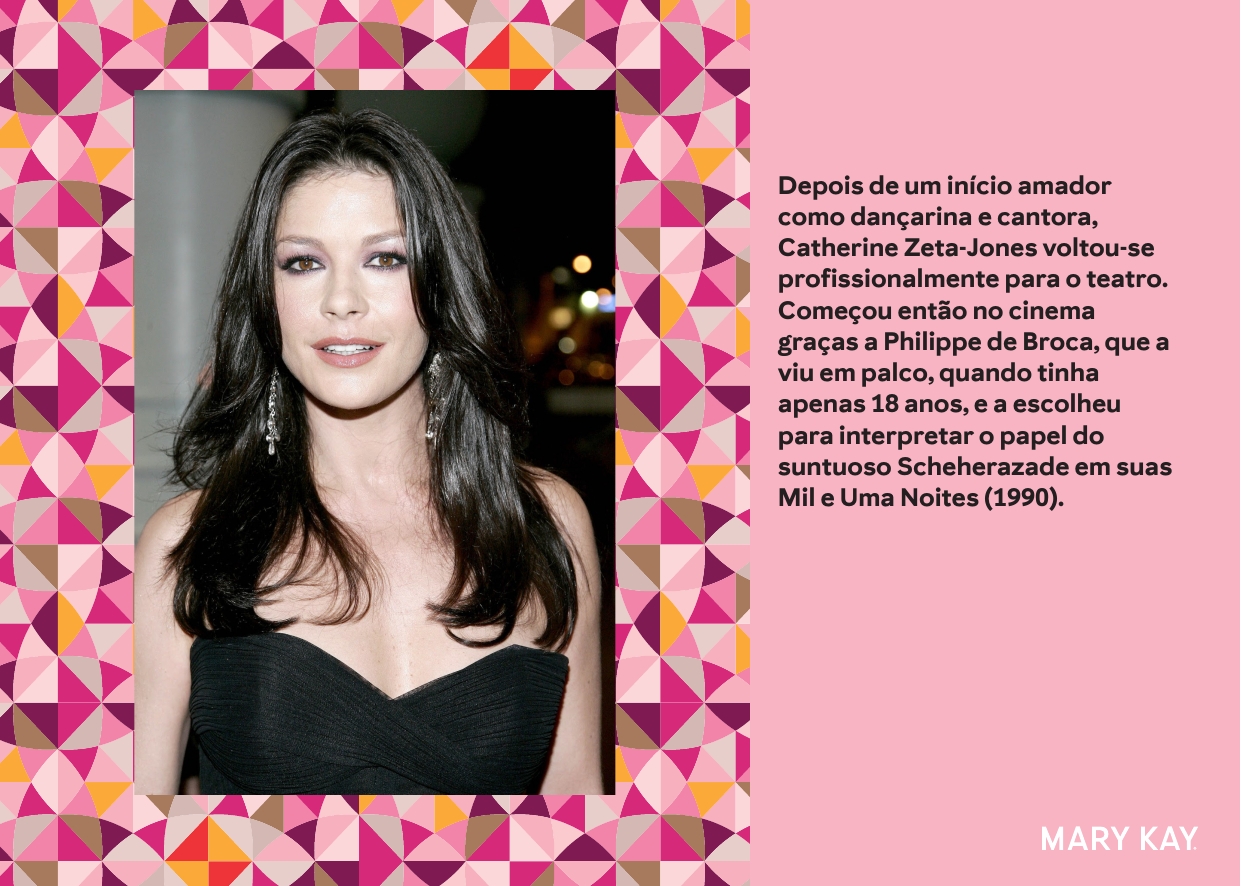 Depois de um início amador
como dançarina e cantora,
Catherine Zeta-Jones voltou-se
profissionalmente para o teatro.
Começou então no cinema
graças a Philippe de Broca, que a
viu em palco, quando tinha
apenas 18 anos, e a escolheu
para interpretar o papel do
suntuoso Scheherazade em suas
Mil e Uma Noites (1990).
MARY KAY.